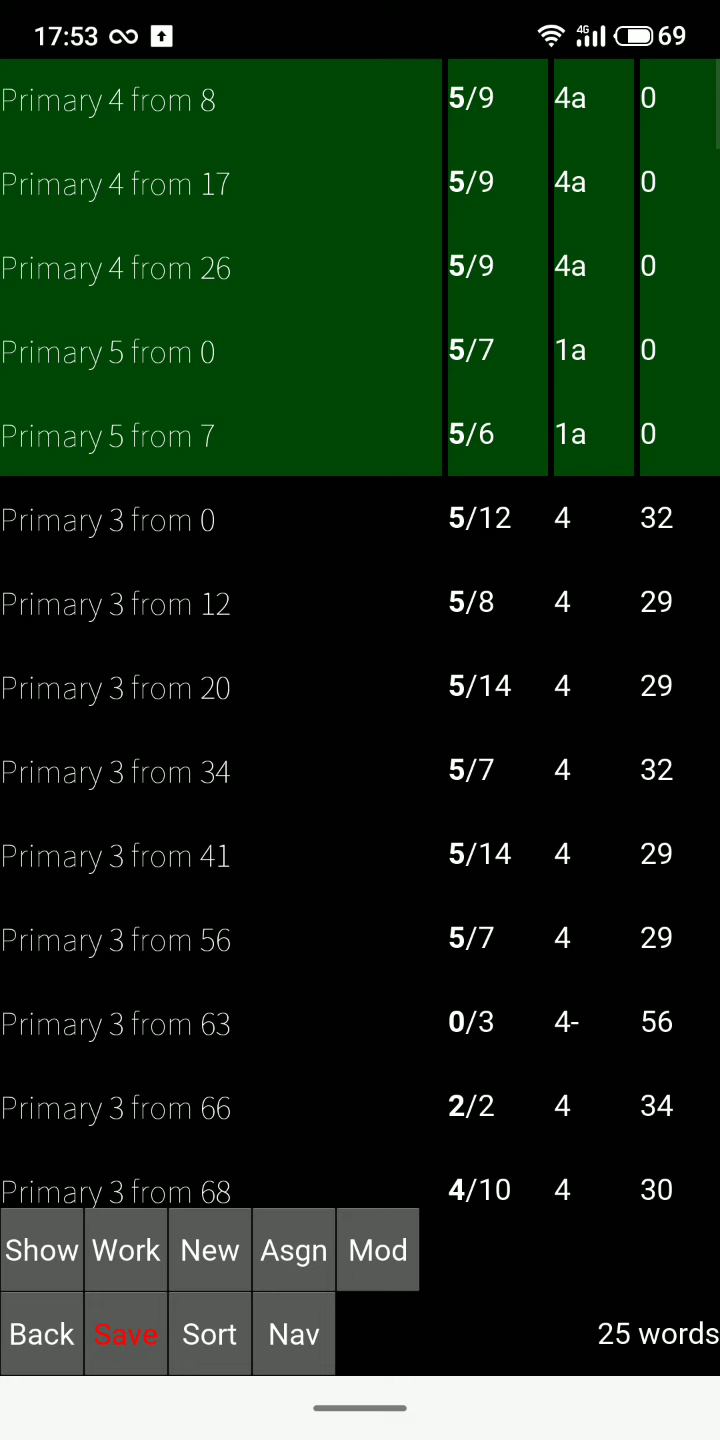 17:53 4G 69
Primary 4 from 8 5/9 4a 0
Primary 4 from 17 5/9 4a 0
Primary 4 from 26 5/9 4a 0
Primary 5 from 0 5/7 1a 0
Primary 5 from 7 5/6 1a 0
Primary 3 from 0 5/12 4 32
Primary 3 from 12 5/8 4 29
Primary 3 from 20 5/14 4 29
Primary 3 from 34 5/7 4 32
Primary 3 from 41 5/14 4 29
Primary 3 from 56 5/7 4 29
Primary 3 from 63 0/3 4- 56
Primary 3 from 66 2/2 4 34
Primary 3 from 68 4/10 4 30
Show Work New Asgn Mod
Back Save Sort Nav 25 words